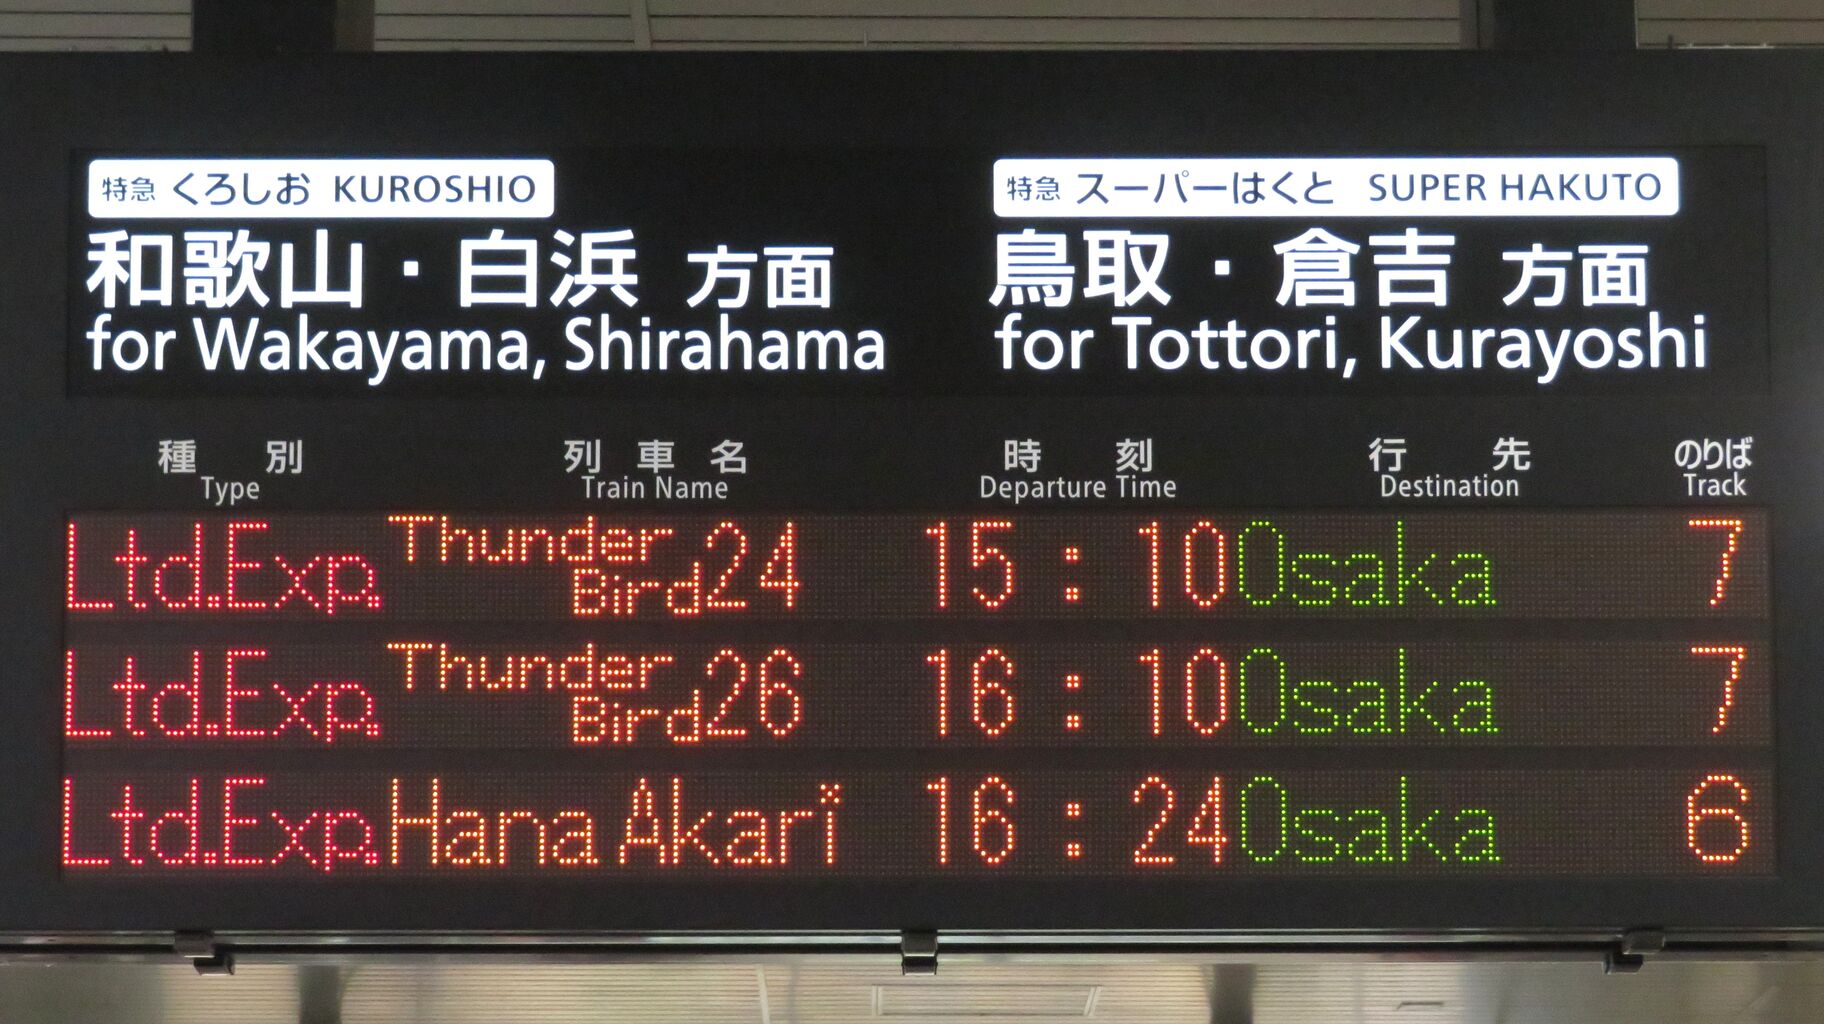 特急 くろしお KUROSHIO
和歌山・白浜 方面
for Wakayama, Shirahama
特急 スーパーはくと SUPER HAKUTO
鳥取・倉吉 方面
for Tottori, Kurayoshi
種別 列車名 時刻 行先 のりば
Type Train Name Departure Time Destination Track
Ltd.Exp. Thunder Bird 24 15:10 Osaka 7
Ltd.Exp. Thunder Bird 26 16:10 Osaka 7
Ltd.Exp. Hana Akari 16:24 Osaka 6